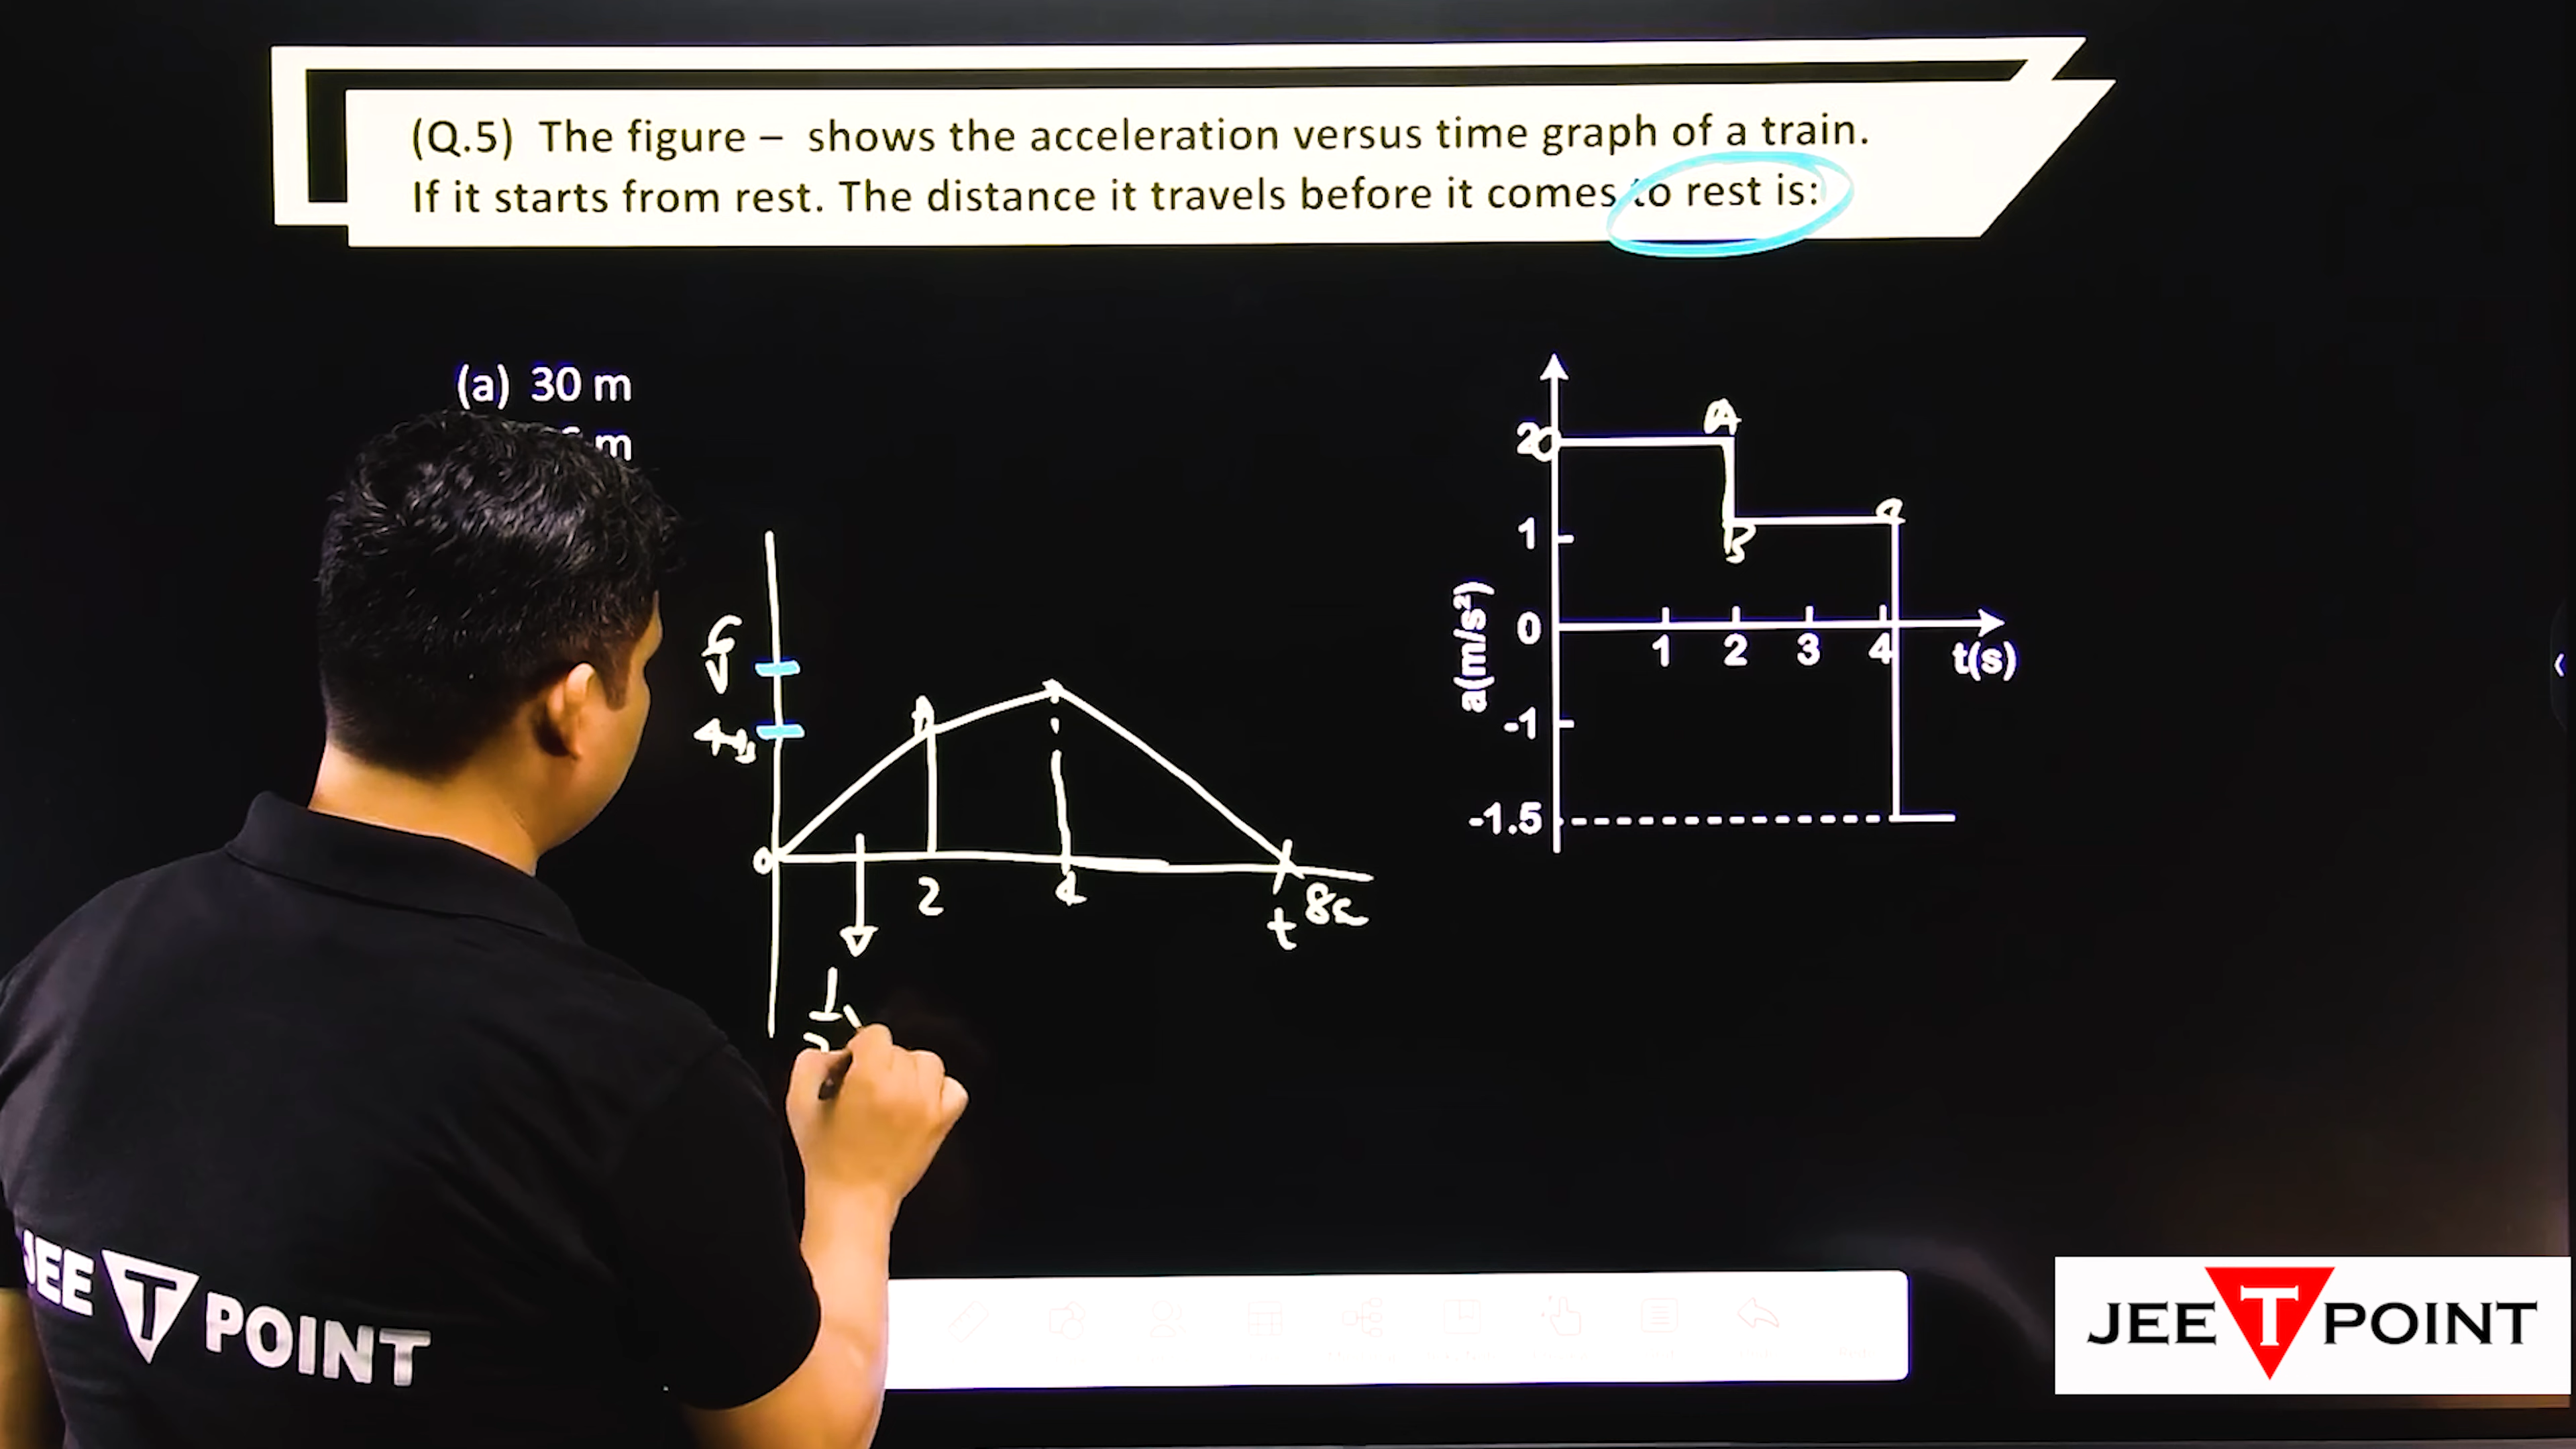 (Q.5) The figure – shows the acceleration versus time graph of a train.
If it starts from rest. The distance it travels before it comes to rest is:
(a) 30 m
m
2
1
0
-1
-1.5
a(m/s²)
1 2 3 4
t(s)
A
B
4
A
0
2
t
8
1
JEE T POINT
JEE T POINT